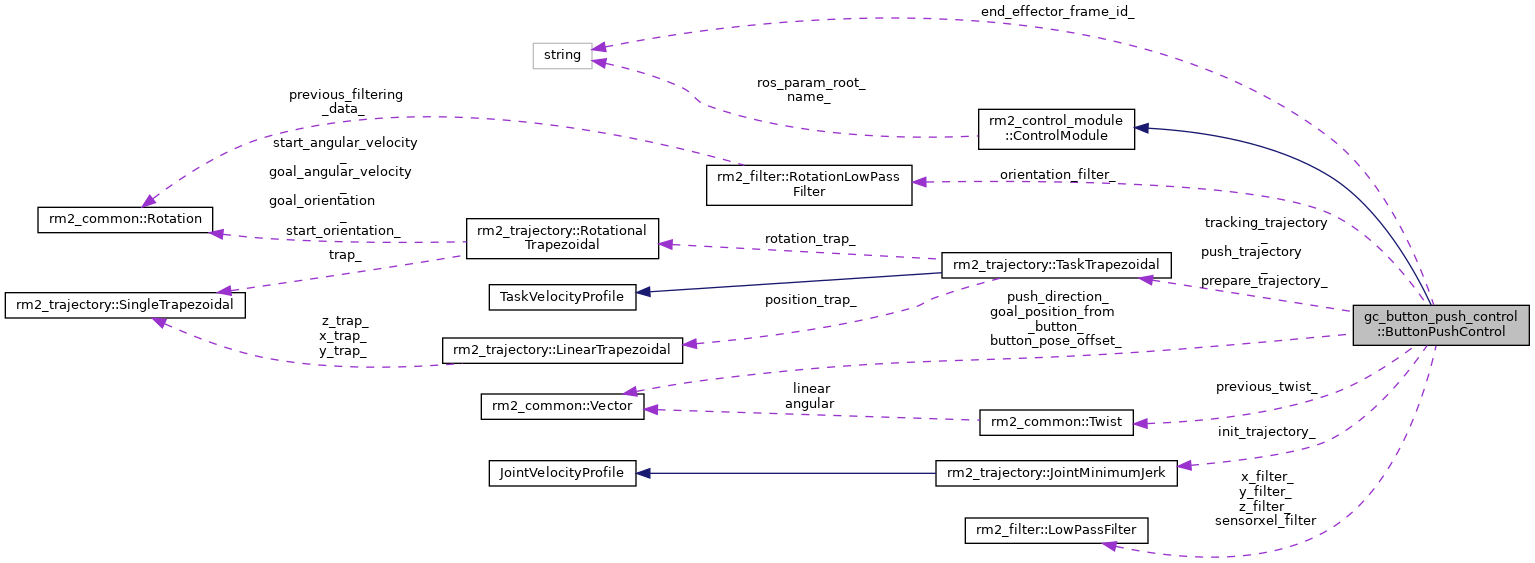 end_effector_frame_id_
string
ros_param_root_
name_
previous_filtering
_data_
rm2_control_module
::ControlModule
start_angular_velocity
_
goal_angular_velocity
_
goal_orientation
_
start_orientation_
rm2_filter::RotationLowPass
Filter
orientation_filter_
rm2_common::Rotation
rm2_trajectory::Rotational
Trapezoidal
rotation_trap_
tracking_trajectory
_
push_trajectory
_
prepare_trajectory_
trap_
rm2_trajectory::TaskTrapezoidal
rm2_trajectory::SingleTrapezoidal
TaskVelocityProfile
position_trap_
push_direction_
goal_position_from
_button_
button_pose_offset_
gc_button_push_control
::ButtonPushControl
z_trap_
x_trap_
y_trap_
rm2_trajectory::LinearTrapezoidal
rm2_common::Vector
linear
angular
previous_twist_
rm2_common::Twist
init_trajectory_
JointVelocityProfile
rm2_trajectory::JointMinimumJerk
x_filter_
y_filter_
z_filter_
sensorxel_filter
rm2_filter::LowPassFilter